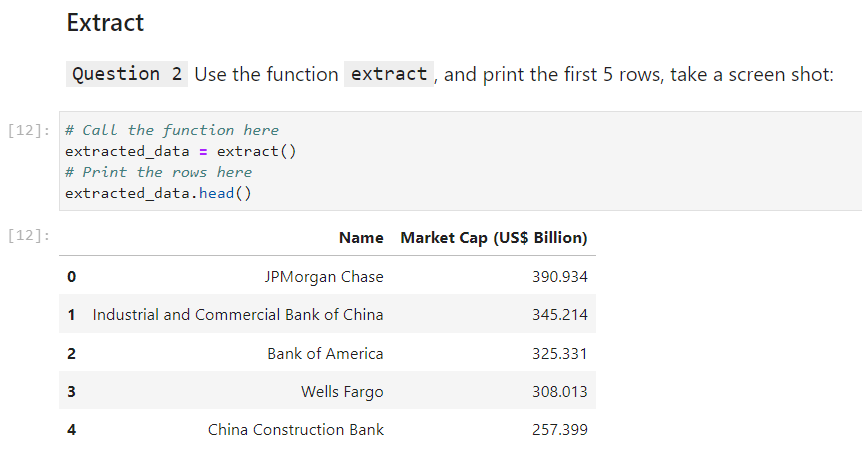 Extract
Question 2 Use the function extract, and print the first 5 rows, take a screen shot:
[12]: # Call the function here
extracted_data = extract()
# Print the rows here
extracted_data.head()
[12]: Name Market Cap (US$ Billion)
0 JPMorgan Chase 390.934
1 Industrial and Commercial Bank of China 345.214
2 Bank of America 325.331
3 Wells Fargo 308.013
4 China Construction Bank 257.399